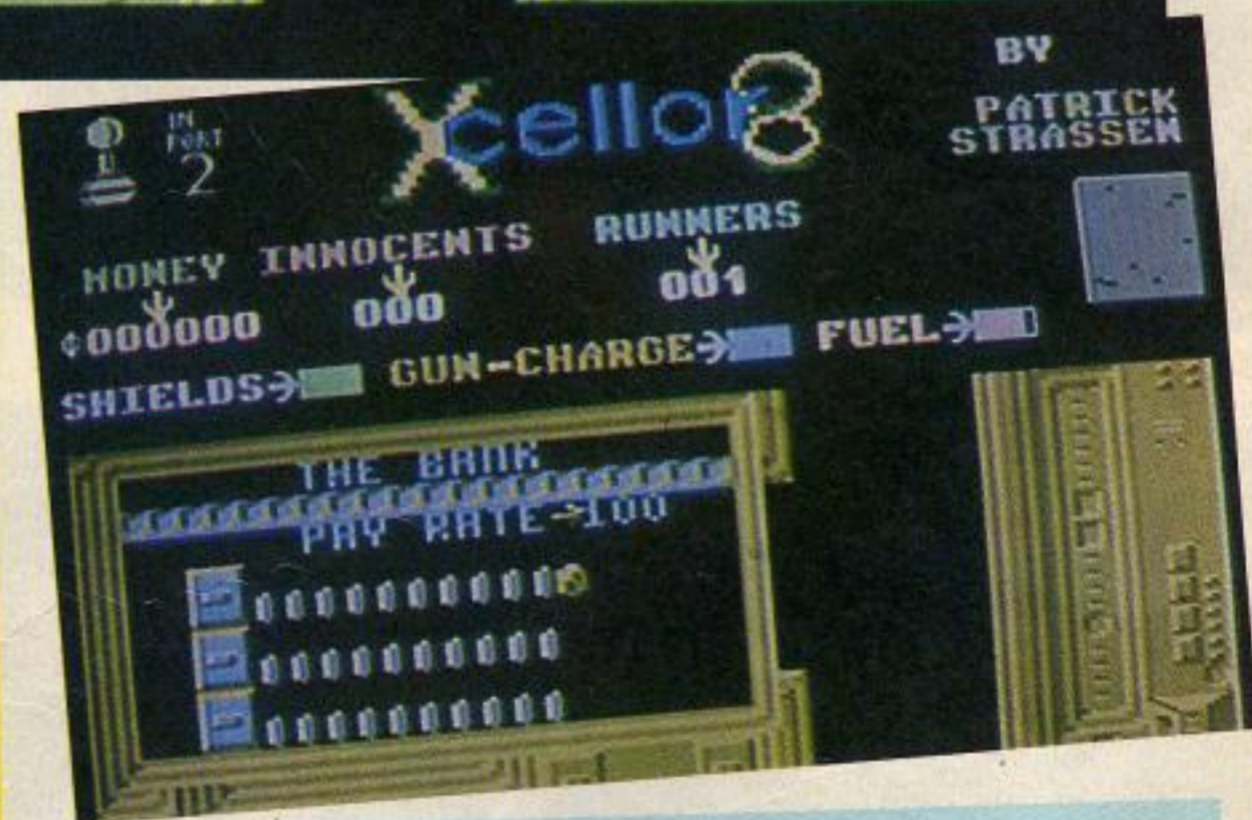 BY
IN PORT 2
Xcellor8
PATRICK
STRASSEN
MONEY INNOCENTS RUNNERS
¢000000 000 001
SHIELDS→ GUN-CHARGE→ FUEL→
THE BANK
PAY RATE-100